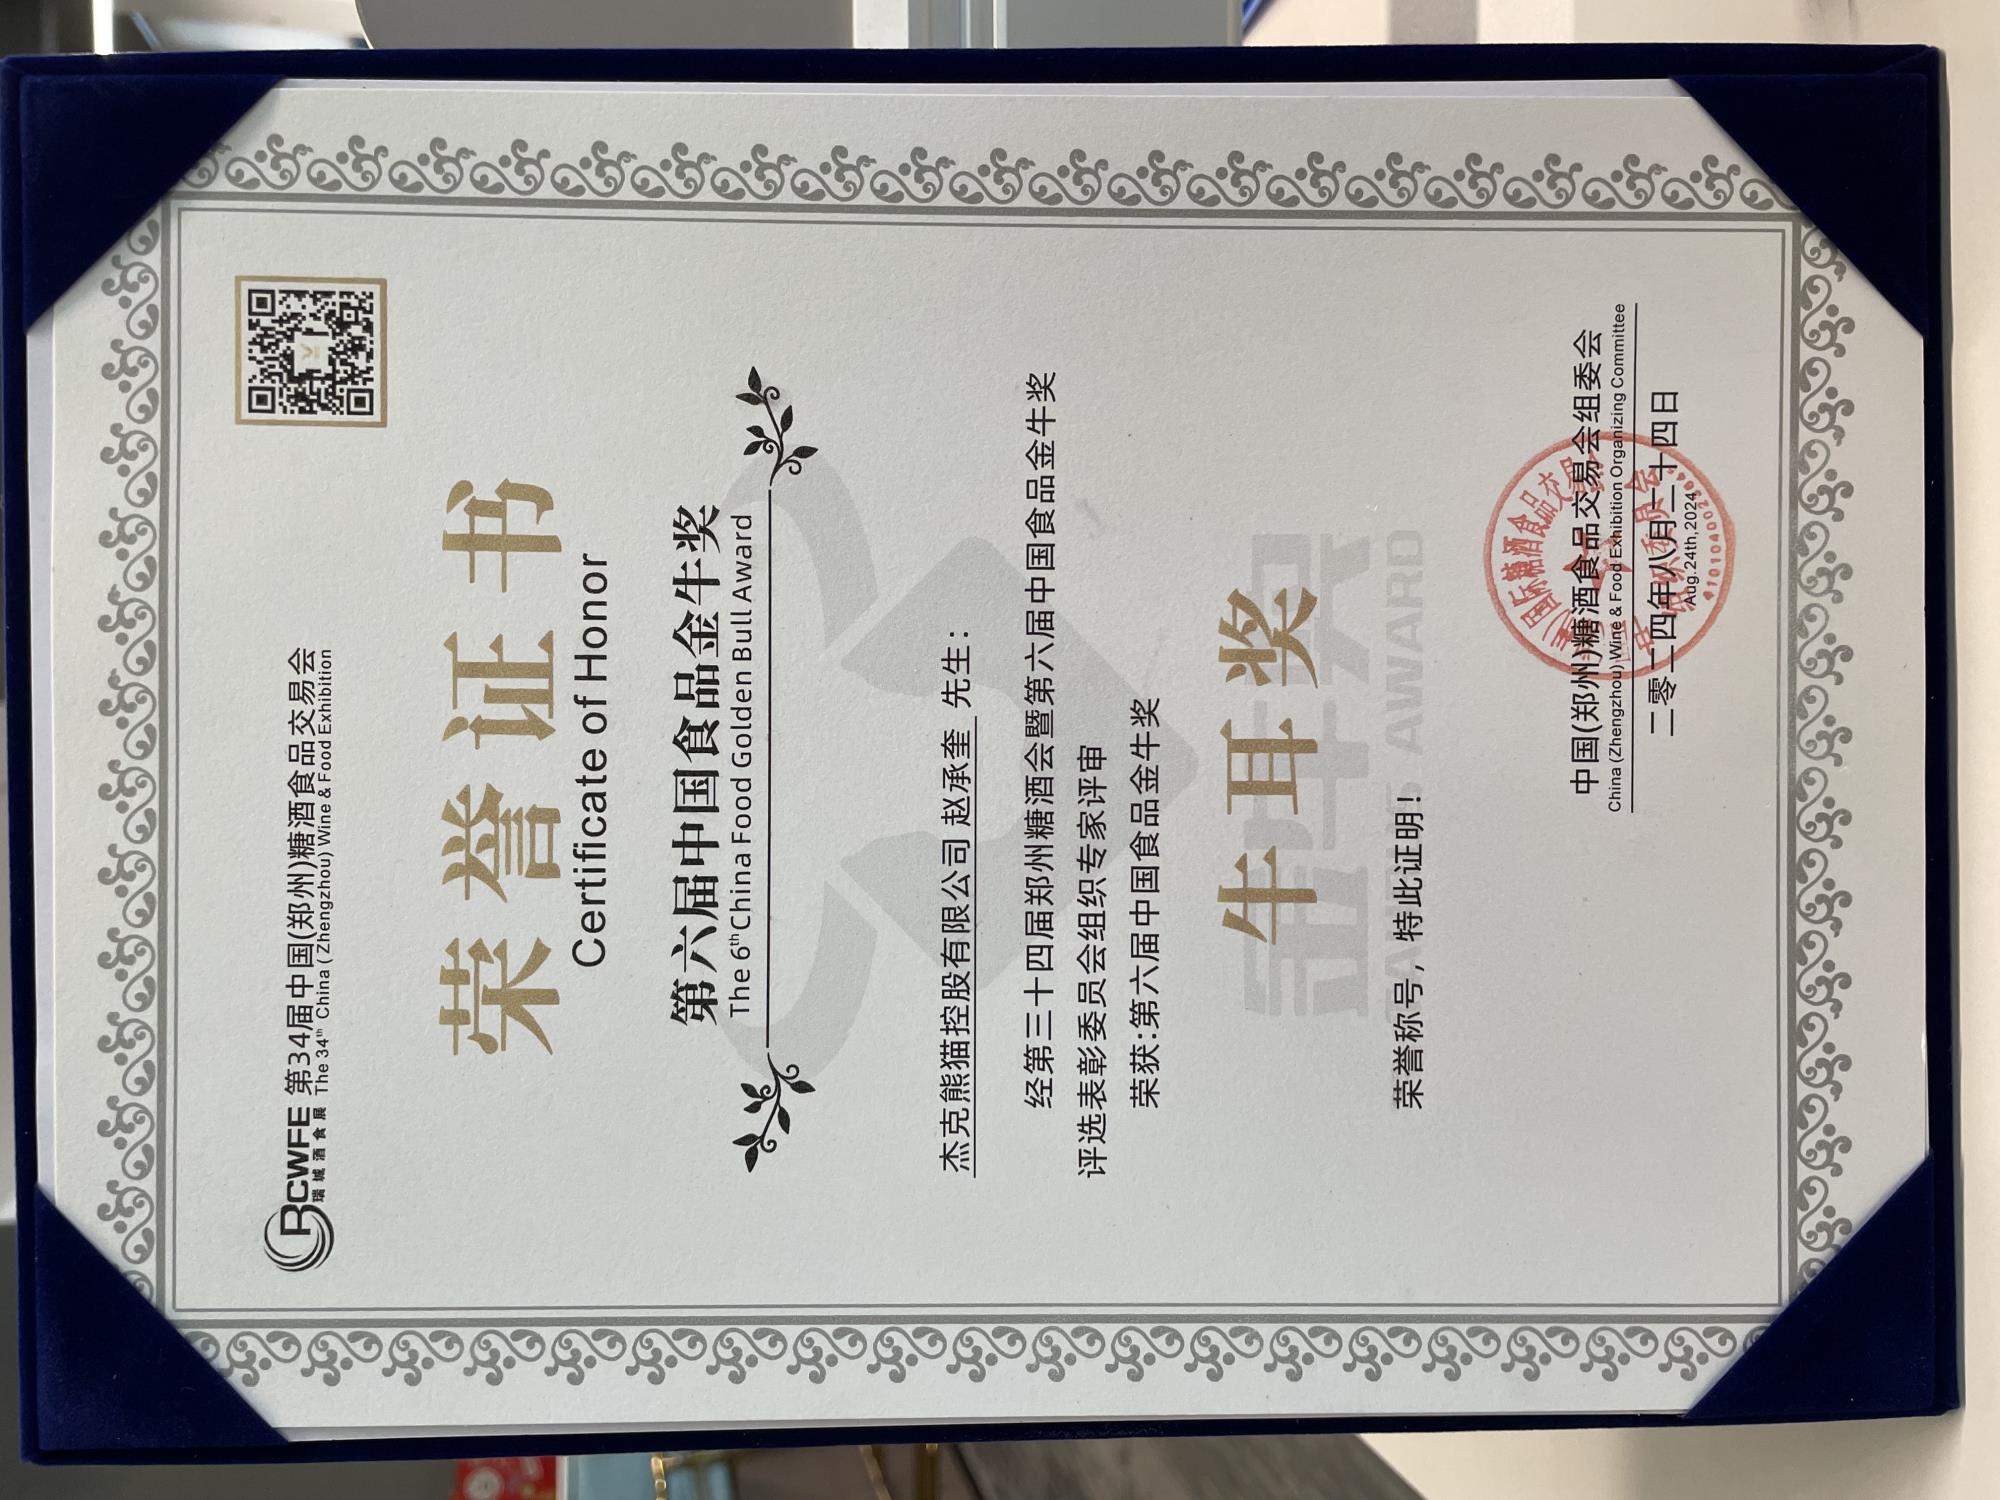 RCWFE 第34届中国(郑州)糖酒食品交易会
瑞城酒食展 The 34th China ( Zhengzhou) Wine & Food Exhibition
荣誉证书
Certificate of Honor
第六届中国食品金牛奖
The 6th China Food Golden Bull Award
杰克熊猫控股有限公司 赵承奎 先生：
经第三十四届郑州糖酒会暨第六届中国食品金牛奖
评选表彰委员会组织专家评审
荣获:第六届中国食品金牛奖
牛耳奖
金牛奖
AWARD
荣誉称号，特此证明！
中国(郑州)糖酒食品交易会组委会
China (Zhengzhou) Wine & Food Exhibition Organizing Committee
二零二四年八月二十四日
Aug.24th,2024